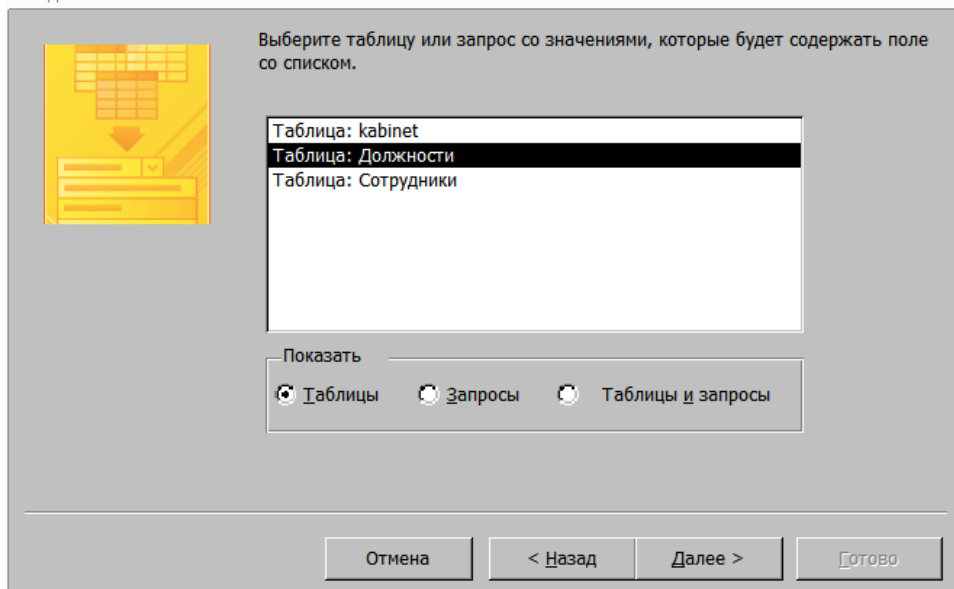 Выберите таблицу или запрос со значениями, которые будет содержать поле
со списком.
Таблица: kabinet
Таблица: Должности
Таблица: Сотрудники
Показать
Таблицы Запросы Таблицы и запросы
Отмена < Назад Далее > Готово